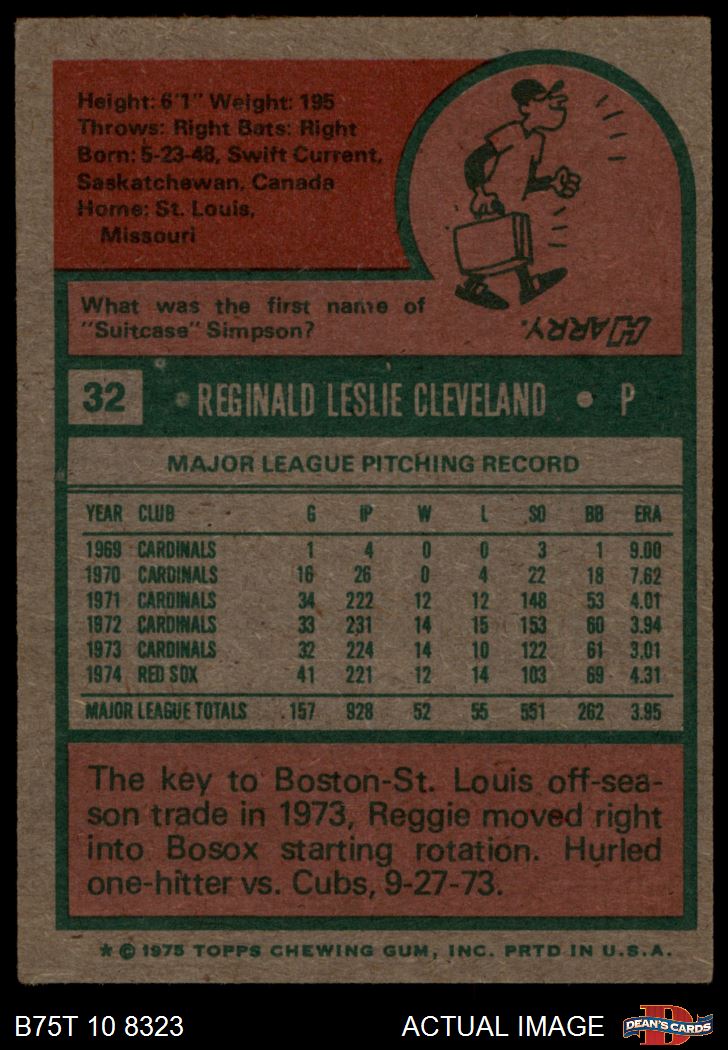 Height: 6'1" Weight: 195
Throws: Right Bats: Right
Born: 5-23-48, Swift Current,
Saskatchewan, Canada
Home: St. Louis,
Missouri
What was the first name of
"Suitcase" Simpson?
HARRY.
32 • REGINALD LESLIE CLEVELAND • P
MAJOR LEAGUE PITCHING RECORD
YEAR CLUB G IP W L SO BB ERA
1969 CARDINALS 1 4 0 0 3 1 9.00
1970 CARDINALS 16 26 0 4 22 18 7.62
1971 CARDINALS 34 222 12 12 148 53 4.01
1972 CARDINALS 33 231 14 15 153 60 3.94
1973 CARDINALS 32 224 14 10 122 61 3.01
1974 RED SOX 41 221 12 14 103 69 4.31
MAJOR LEAGUE TOTALS 157 928 52 55 551 262 3.95
The key to Boston-St. Louis off-sea-
son trade in 1973, Reggie moved right
into Bosox starting rotation. Hurled
one-hitter vs. Cubs, 9-27-73.
* © 1975 TOPPS CHEWING GUM, INC. PRTD IN U.S.A.
B75T 10 8323 ACTUAL IMAGE D DEAN'S CARDS